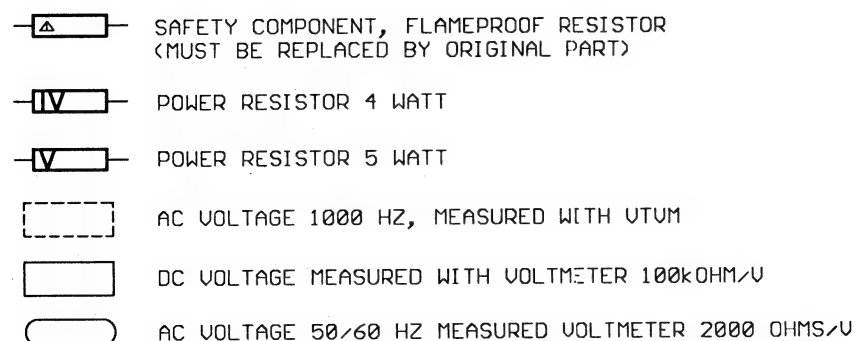 SAFETY COMPONENT, FLAMEPROOF RESISTOR
(MUST BE REPLACED BY ORIGINAL PART)
IV POWER RESISTOR 4 WATT
V POWER RESISTOR 5 WATT
AC VOLTAGE 1000 HZ, MEASURED WITH VTVM
DC VOLTAGE MEASURED WITH VOLTMETER 100kOHM/V
AC VOLTAGE 50/60 HZ MEASURED VOLTMETER 2000 OHMS/V